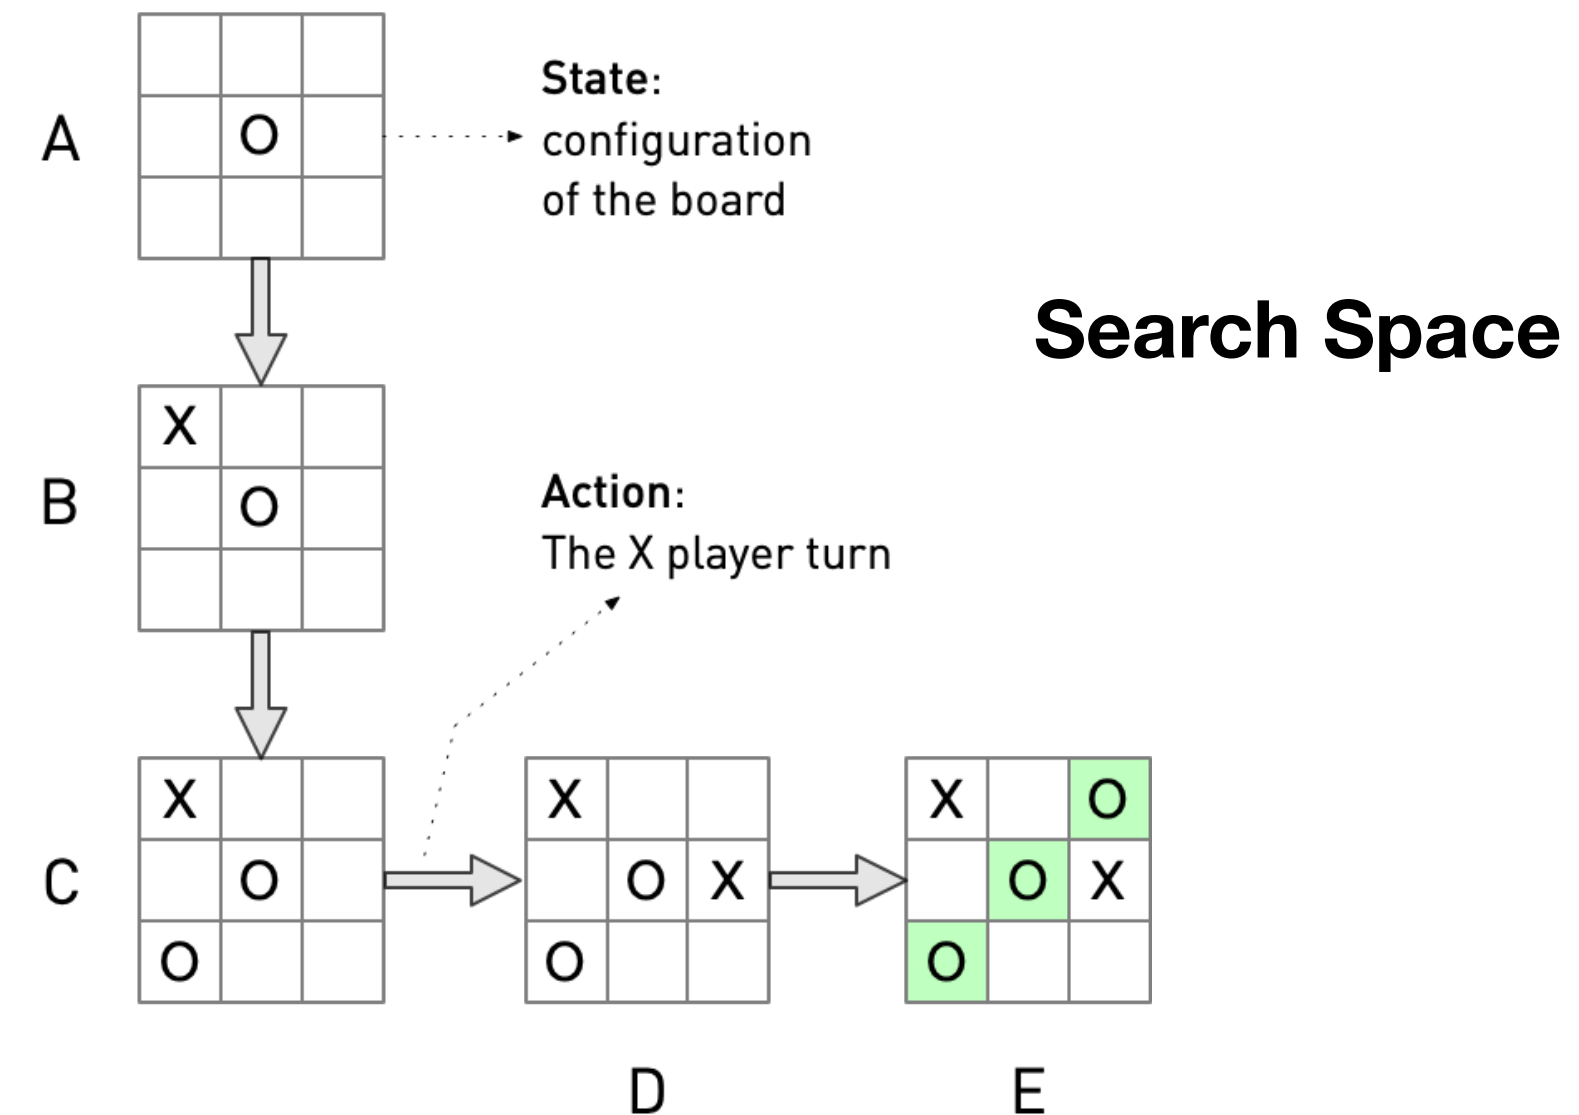 A
O
State:
configuration
of the board
Search Space
B
X
O
Action:
The X player turn
C
X
O
O
X
O X
O
X O
O X
O
D E